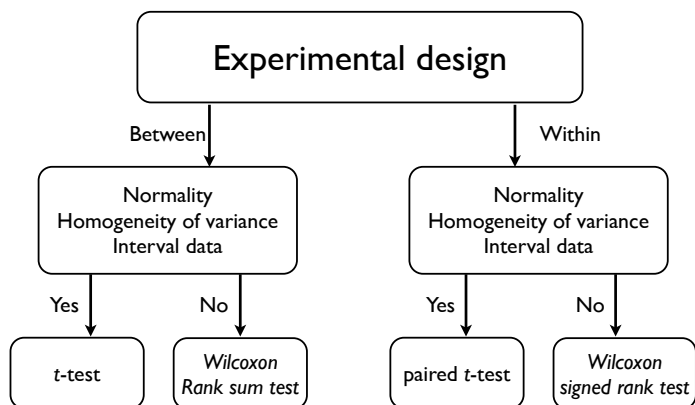 Experimental design
Between
Within
Normality
Homogeneity of variance
Interval data
Normality
Homogeneity of variance
Interval data
Yes
No
Yes
No
t-test
Wilcoxon
Rank sum test
paired t-test
Wilcoxon
signed rank test